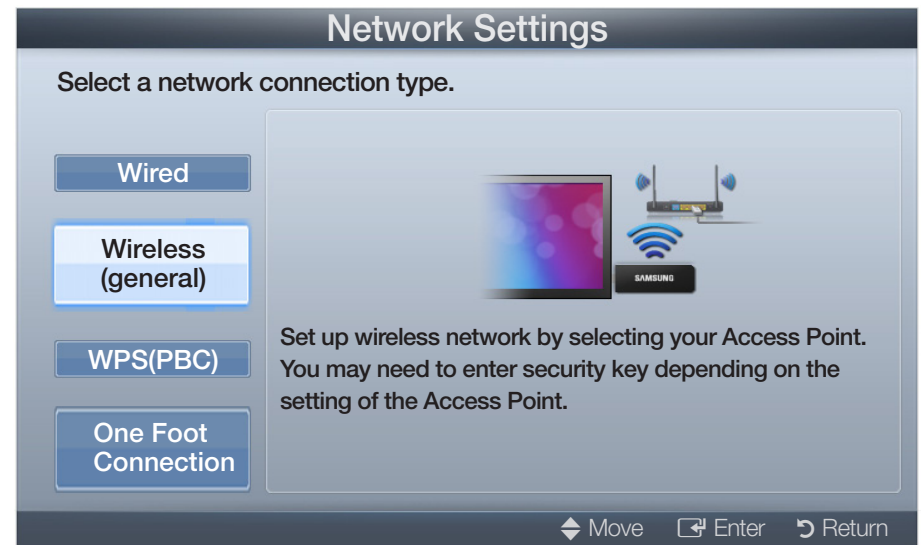 Network Settings
Select a network connection type.
Wired
Wireless
(general)
WPS(PBC)
One Foot
Connection
SAMSUNG
Set up wireless network by selecting your Access Point.
You may need to enter security key depending on the
setting of the Access Point.
Move Enter Return